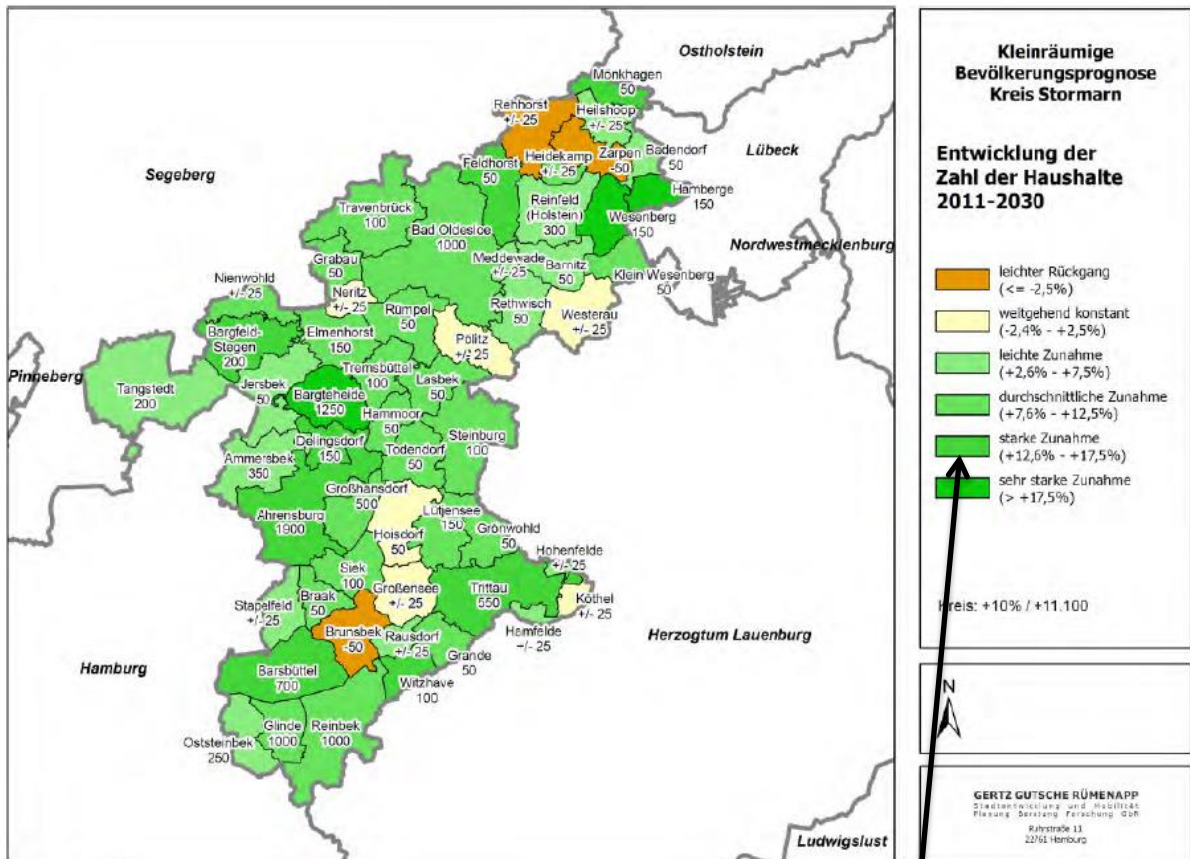 Ostholstein
Mönkhagen
50
Rehhorst
+/- 25
Heilshoop
+/- 25
Lübeck
Segeberg
Feldhorst
50
Heidekamp
+/- 25
Zarpen
-50
Badendorf
50
Hamberge
150
Travenbrück
100
Reinfeld
(Holstein)
300
Wesenberg
150
Bad Oldesloe
1000
Nordwestmecklenburg
Grabau
50
Meddewade
+/- 25
Barnitz
50
Klein Wesenberg
50
Nienwohld
+/- 25
Neritz
+/- 25
Rethwisch
50
Westerau
+/- 25
Rümpel
50
Bargfeld-
Stegen
200
Elmenhorst
150
Pölitz
+/- 25
Pinneberg
Tangstedt
200
Jersbek
50
Tremsbüttel
100
Lasbek
50
Bargteheide
1250
Hammoor
50
Steinburg
100
Delingsdorf
150
Todendorf
50
Ammersbek
350
Großhansdorf
500
Lütjensee
150
Ahrensburg
1900
Grönwohld
50
Hoisdorf
50
Hohenfelde
+/- 25
Siek
100
Großensee
+/- 25
Trittau
550
Köthel
+/- 25
Stapelfeld
+/- 25
Braak
50
Brunsbek
-50
Rausdorf
+/- 25
Hamfelde
+/- 25
Herzogtum Lauenburg
Hamburg
Grande
50
Barsbüttel
700
Witzhave
100
Glinde
1000
Reinbek
1000
Oststeinbek
250
Ludwigslust
Kleinräumige
Bevölkerungsprognose
Kreis Stormarn
Entwicklung der
Zahl der Haushalte
2011-2030
leichter Rückgang
(<= -2,5%)
weitgehend konstant
(-2,4% - +2,5%)
leichte Zunahme
(+2,6% - +7,5%)
durchschnittliche Zunahme
(+7,6% - +12,5%)
starke Zunahme
(+12,6% - +17,5%)
sehr starke Zunahme
(> +17,5%)
Kreis: +10% / +11.100
N
GERTZ GUTSCHE RÜMENAPP
Stadtentwicklung und Mobilität
Planung Beratung Forschung GbR
Ruhrstraße 11
22761 Hamburg